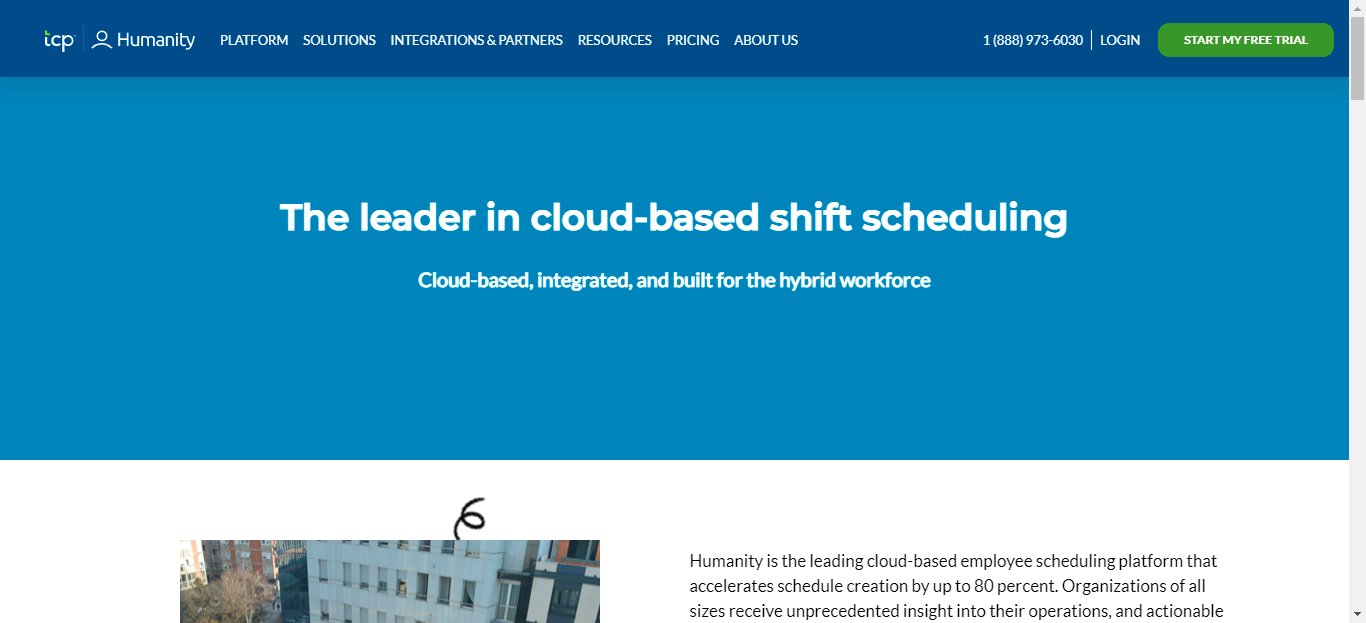 tcp Humanity PLATFORM SOLUTIONS INTEGRATIONS & PARTNERS RESOURCES PRICING ABOUT US 1 (888) 973-6030 LOGIN START MY FREE TRIAL
The leader in cloud-based shift scheduling
Cloud-based, integrated, and built for the hybrid workforce
Humanity is the leading cloud-based employee scheduling platform that
accelerates schedule creation by up to 80 percent. Organizations of all
sizes receive unprecedented insight into their operations, and actionable